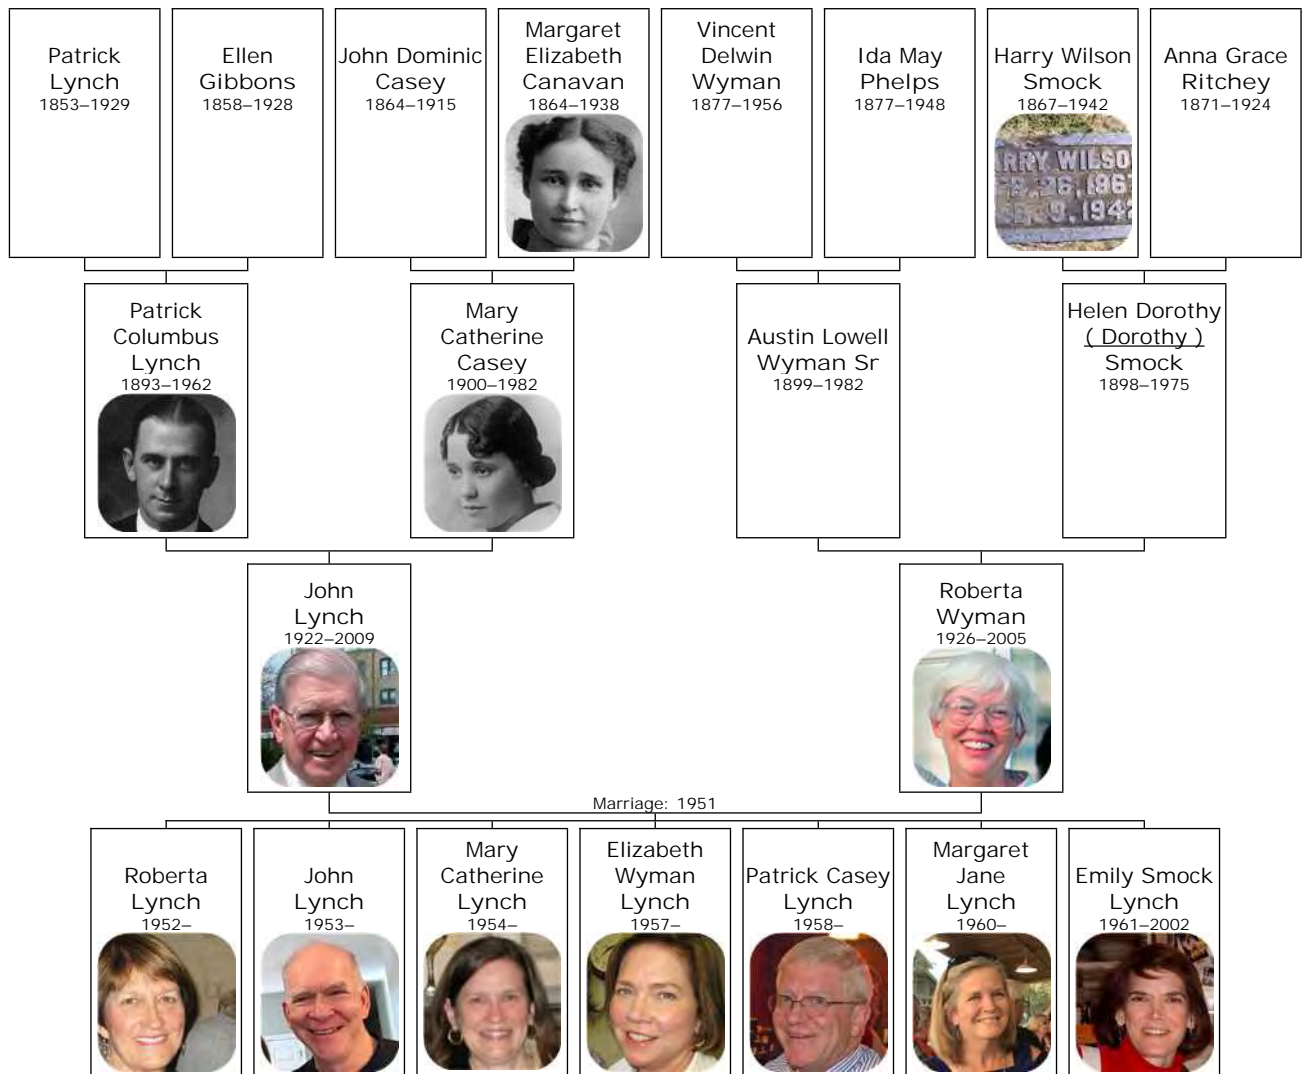 Patrick
Lynch
1853–1929
Ellen
Gibbons
1858–1928
John Dominic
Casey
1864–1915
Margaret
Elizabeth
Canavan
1864–1938
Vincent
Delwin
Wyman
1877–1956
Ida May
Phelps
1877–1948
Harry Wilson
Smock
1867–1942
RRY WILSO
26, 186
9, 194
Anna Grace
Ritchey
1871–1924
Patrick
Columbus
Lynch
1893–1962
Mary
Catherine
Casey
1900–1982
Austin Lowell
Wyman Sr
1899–1982
Helen Dorothy
( Dorothy )
Smock
1898–1975
John
Lynch
1922–2009
Roberta
Wyman
1926–2005
Marriage: 1951
Roberta
Lynch
1952–
John
Lynch
1953–
Mary
Catherine
Lynch
1954–
Elizabeth
Wyman
Lynch
1957–
Patrick Casey
Lynch
1958–
Margaret
Jane
Lynch
1960–
Emily Smock
Lynch
1961–2002